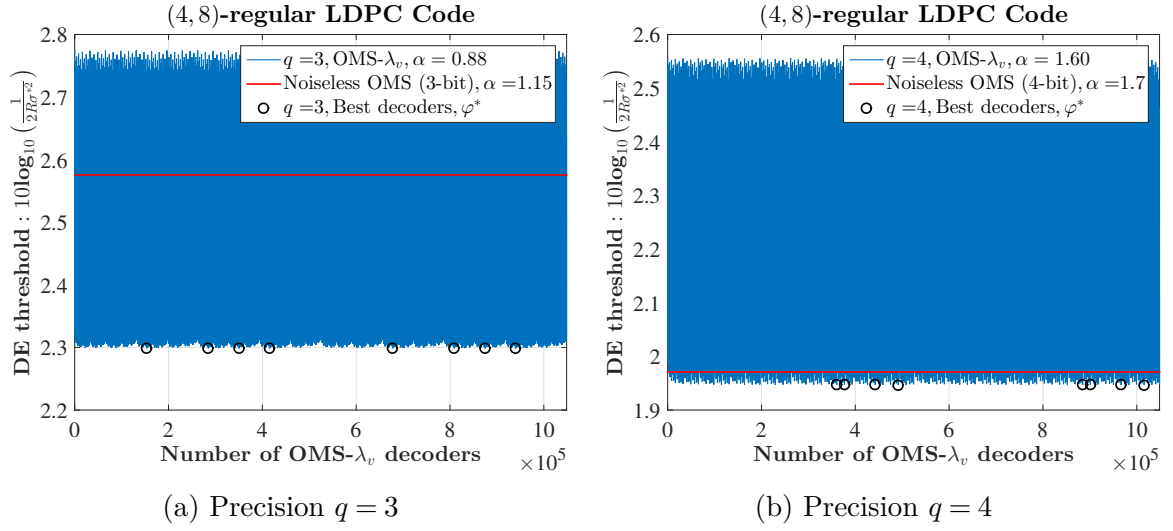 (4, 8)-regular LDPC Code
2.8
2.7
2.6
2.5
2.4
2.3
2.2
DE threshold : 10log₁₀ (1/2Rσ*²)
q = 3, OMS-λᵥ, α = 0.88
Noiseless OMS (3-bit), α = 1.15
q = 3, Best decoders, φ*
0 2 4 6 8 10
×10⁵
Number of OMS-λᵥ decoders
(a) Precision q = 3
(4, 8)-regular LDPC Code
2.6
2.5
2.4
2.3
2.2
2.1
2
1.9
DE threshold : 10log₁₀ (1/2Rσ*²)
q = 4, OMS-λᵥ, α = 1.60
Noiseless OMS (4-bit), α = 1.7
q = 4, Best decoders, φ*
0 2 4 6 8 10
×10⁵
Number of OMS-λᵥ decoders
(b) Precision q = 4